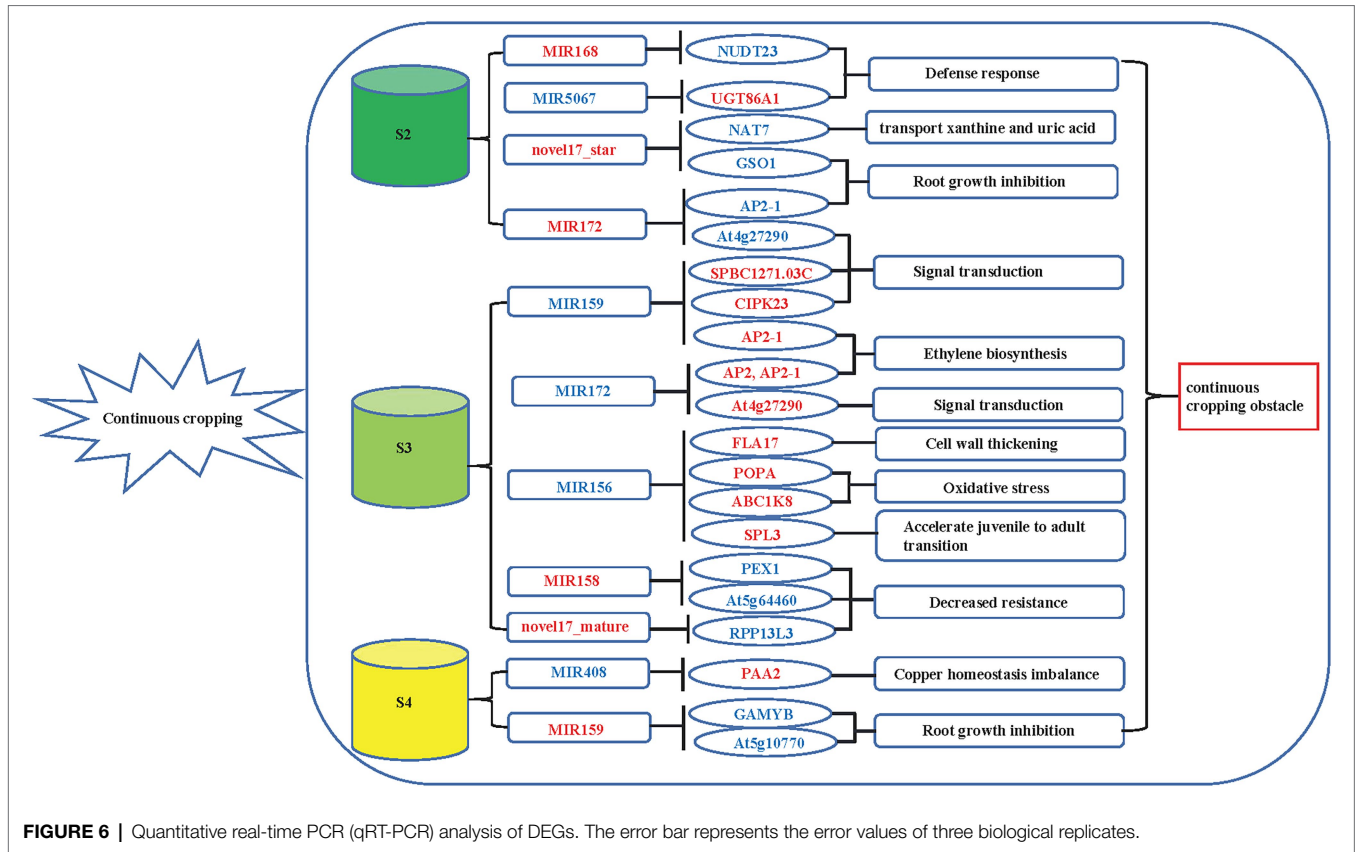 MIR168
NUDT23
Defense response
S2
MIR5067
UGT86A1
NAT7
transport xanthine and uric acid
novel17_star
GSO1
Root growth inhibition
MIR172
AP2-1
At4g27290
SPBC1271.03C
Signal transduction
MIR159
CIPK23
AP2-1
Ethylene biosynthesis
MIR172
AP2, AP2-1
At4g27290
Signal transduction
continuous
cropping obstacle
Continuous cropping
S3
FLA17
Cell wall thickening
MIR156
POPA
Oxidative stress
ABC1K8
SPL3
Accelerate juvenile to adult
transition
MIR158
PEX1
At5g64460
Decreased resistance
novel17_mature
RPP13L3
S4
MIR408
PAA2
Copper homeostasis imbalance
MIR159
GAMYB
Root growth inhibition
At5g10770
FIGURE 6 | Quantitative real-time PCR (qRT-PCR) analysis of DEGs. The error bar represents the error values of three biological replicates.